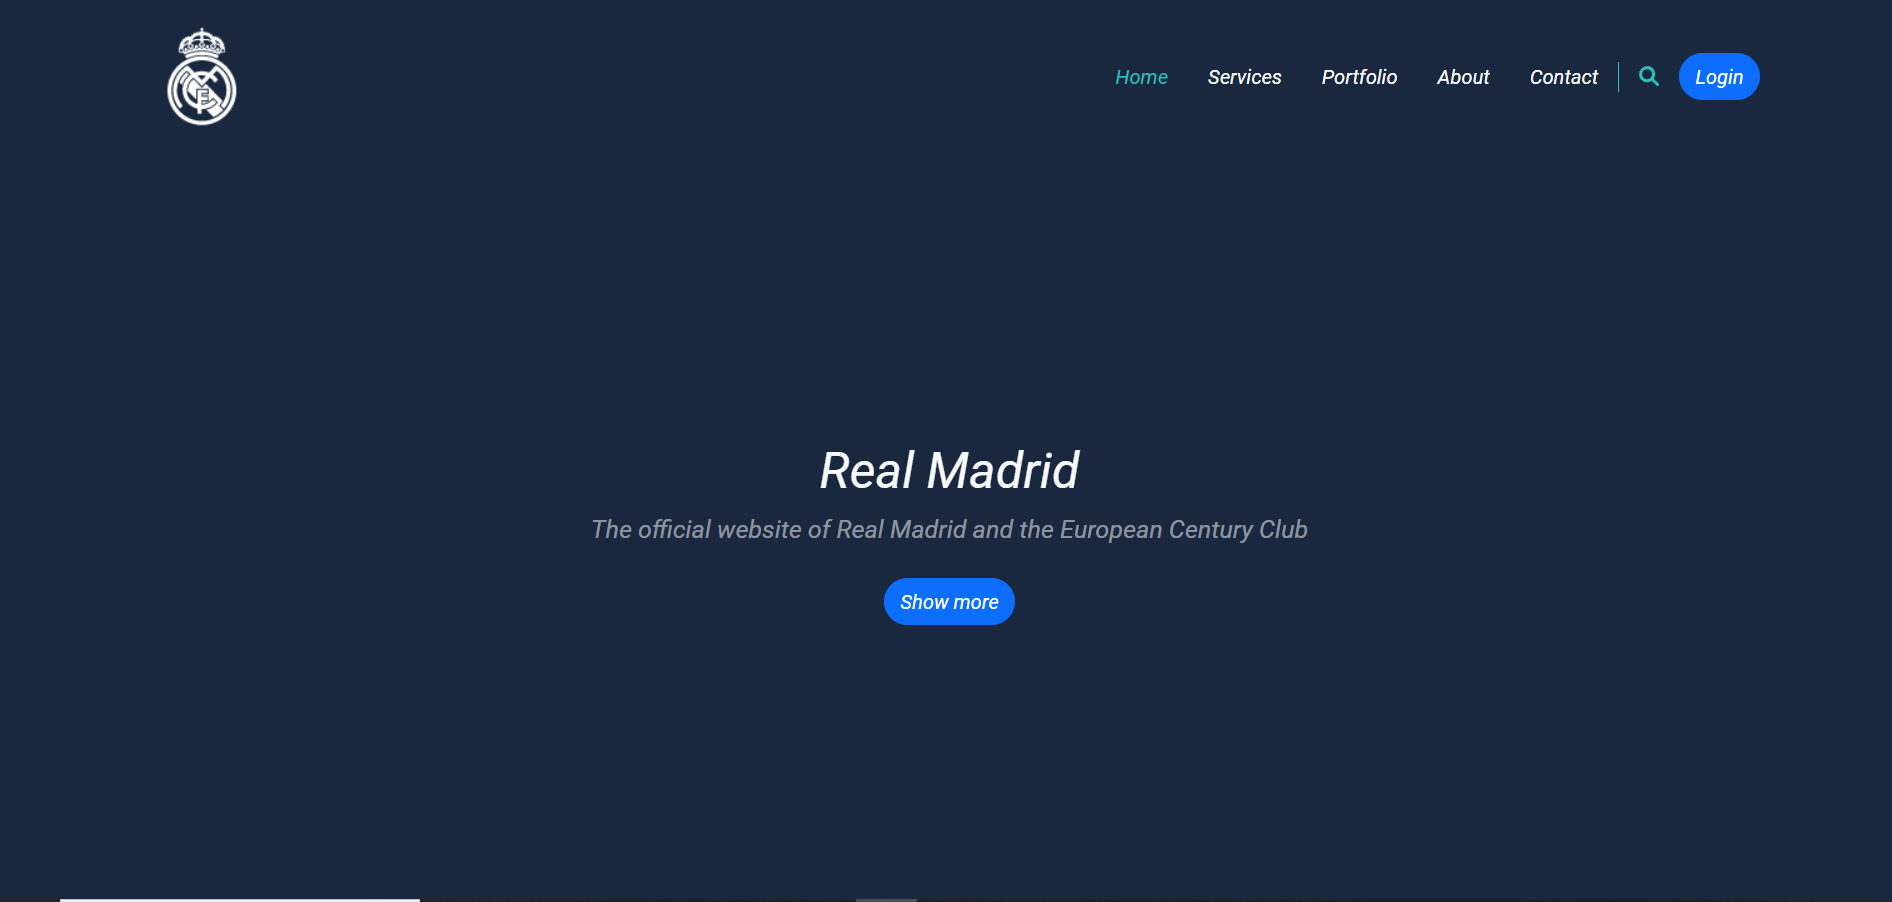 Home Services Portfolio About Contact Login
Real Madrid
The official website of Real Madrid and the European Century Club
Show more